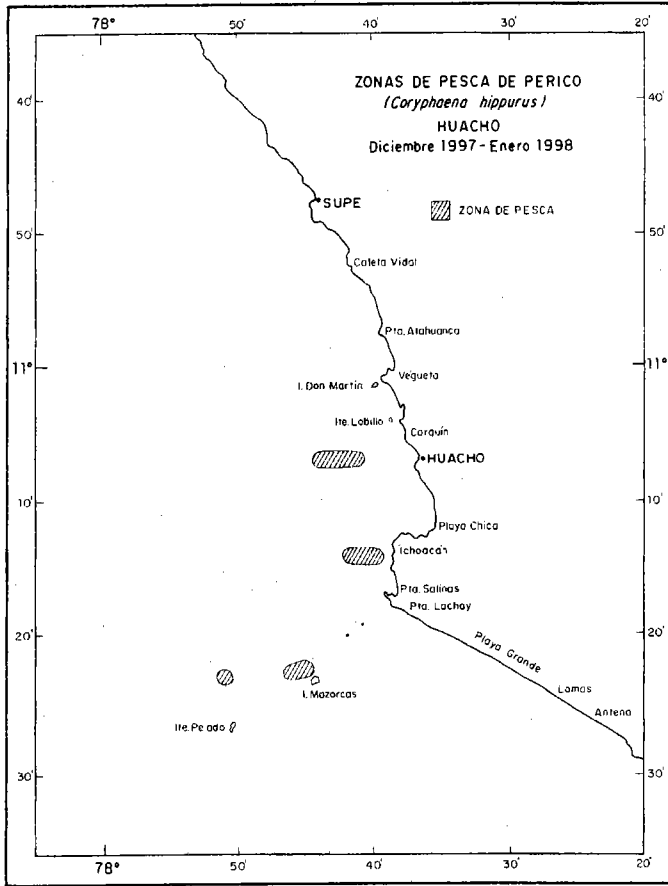 78°
50'
40'
30'
20'
ZONAS DE PESCA DE PERICO
(Coryphaena hippurus)
HUACHO
Diciembre 1997 - Enero 1998
40'
40'
SUPE
ZONA DE PESCA
50'
50'
Caleta Vidal
Pta. Atahuanca
11°
11°
Végueta
I. Don Martín
Ite. Lobillo
Carquín
HUACHO
10'
10'
Playa Chica
Ichoacán
Pta. Salinas
Pta. Lachay
20'
20'
Playa Grande
Lomas
Antena
I. Mazorcas
Ite. Pelado
30'
30'
78°
50'
40'
30'
20'